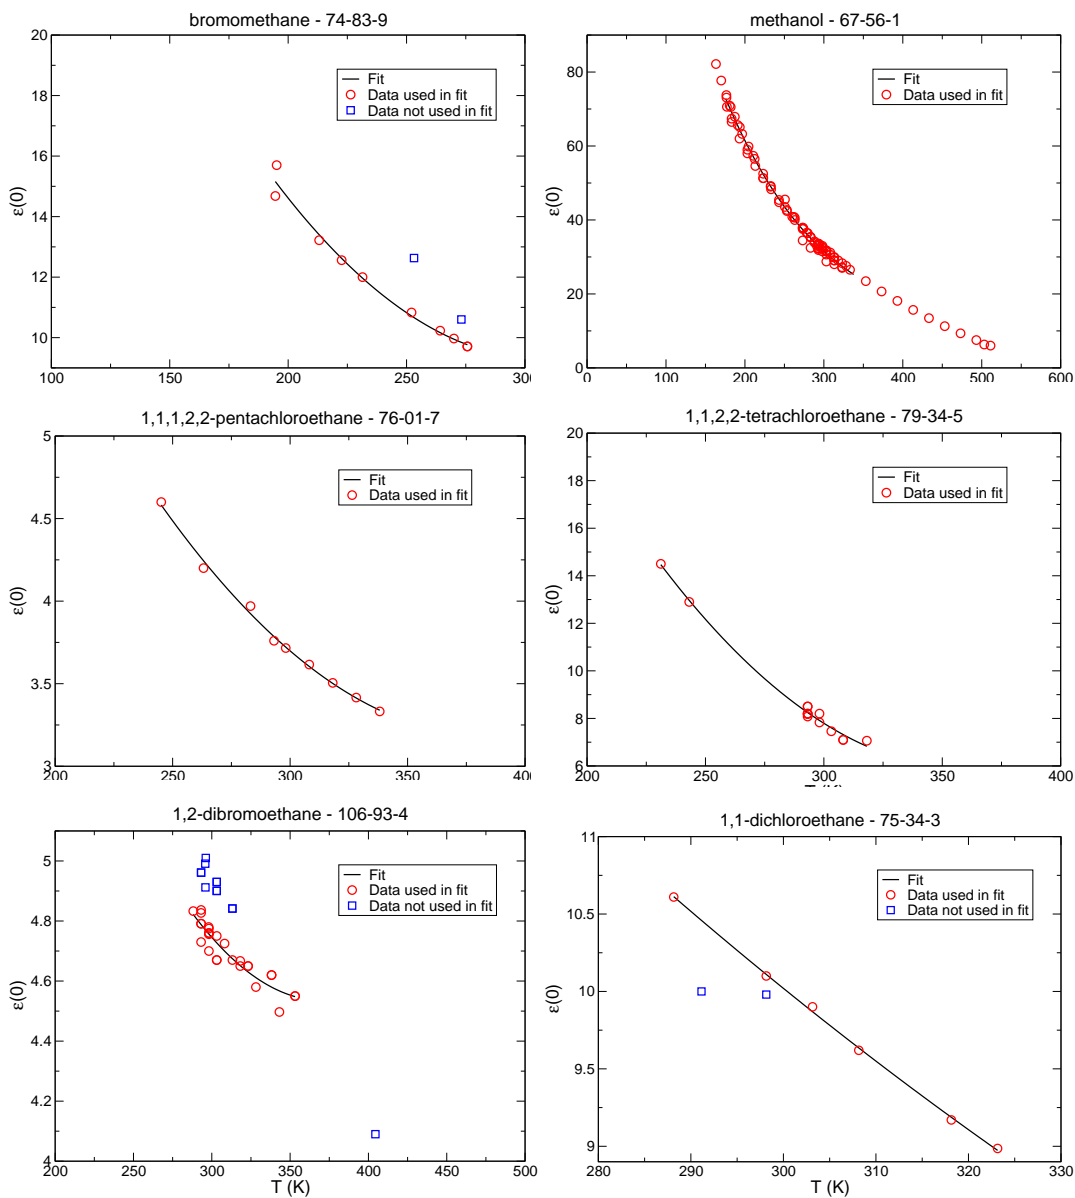 bromomethane - 74-83-9
20
18
16
14
12
10
ε(0)
100
150
200
250
300
Fit
Data used in fit
Data not used in fit
methanol - 67-56-1
80
60
40
20
0
ε(0)
0
100
200
300
400
500
600
Fit
Data used in fit
1,1,1,2,2-pentachloroethane - 76-01-7
5
4.5
4
3.5
3
ε(0)
200
250
300
350
400
Fit
Data used in fit
1,1,2,2-tetrachloroethane - 79-34-5
20
18
16
14
12
10
8
6
ε(0)
200
250
300
350
400
T (K)
Fit
Data used in fit
1,2-dibromoethane - 106-93-4
5
4.8
4.6
4.4
4.2
4
ε(0)
200
250
300
350
400
450
500
T (K)
Fit
Data used in fit
Data not used in fit
1,1-dichloroethane - 75-34-3
11
10.5
10
9.5
9
ε(0)
280
290
300
310
320
330
T (K)
Fit
Data used in fit
Data not used in fit